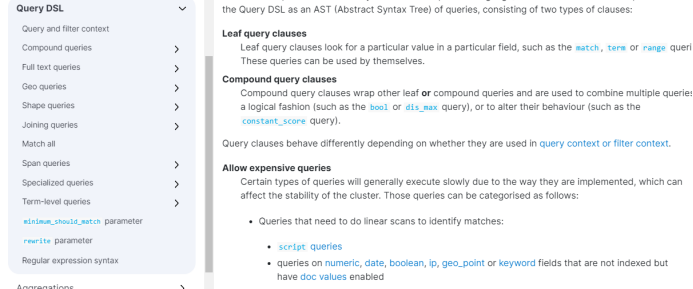 Query DSL
Query and filter context
Compound queries
Full text queries
Geo queries
Shape queries
Joining queries
Match all
Span queries
Specialized queries
Term-level queries
minimum_should_match parameter
rewrite parameter
Regular expression syntax
Aggregations
the Query DSL as an AST (Abstract Syntax Tree) of queries, consisting of two types of clauses:
Leaf query clauses
Leaf query clauses look for a particular value in a particular field, such as the match, term or range queri
These queries can be used by themselves.
Compound query clauses
Compound query clauses wrap other leaf or compound queries and are used to combine multiple queries
a logical fashion (such as the bool or dis_max query), or to alter their behaviour (such as the
constant_score query).
Query clauses behave differently depending on whether they are used in query context or filter context.
Allow expensive queries
Certain types of queries will generally execute slowly due to the way they are implemented, which can
affect the stability of the cluster. Those queries can be categorised as follows:
• Queries that need to do linear scans to identify matches:
• script queries
• queries on numeric, date, boolean, ip, geo_point or keyword fields that are not indexed but
have doc values enabled